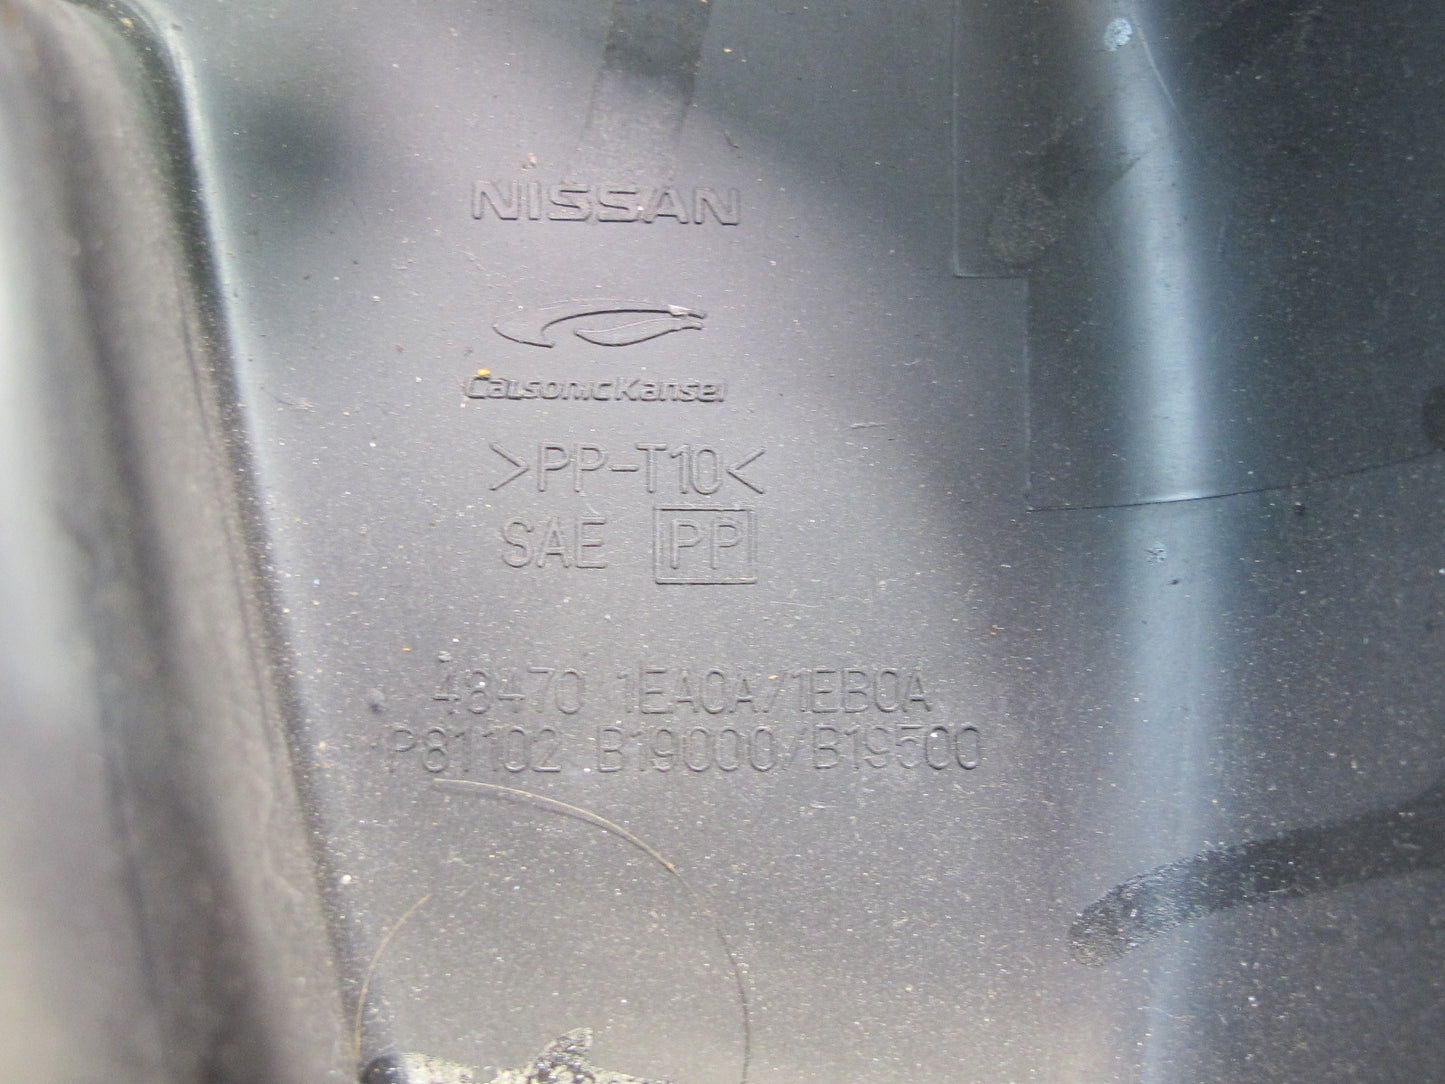 NISSAN
CalsonicKansei
>PP-T10<
SAE PP
48470 1EA0A/1EB0A
P81102 B19000/B19500